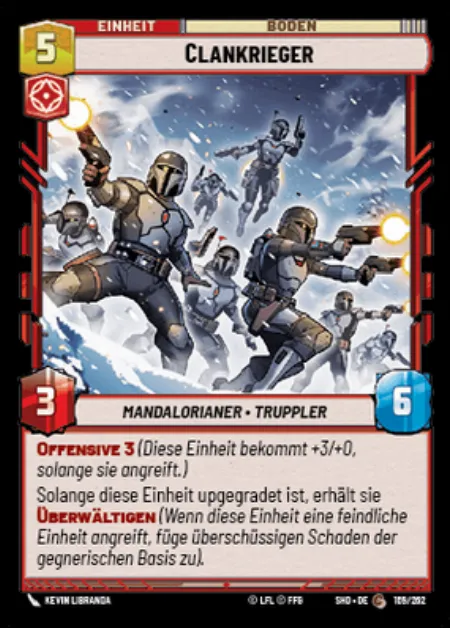 EINHEIT
BODEN
5
CLANKRIEGER
3
MANDALORIANER • TRUPPLER
6
OFFENSIVE 3 (Diese Einheit bekommt +3/+0,
solange sie angreift.)
Solange diese Einheit upgegradet ist, erhält sie
ÜBERWÄLTIGEN (Wenn diese Einheit eine feindliche
Einheit angreift, füge überschüssigen Schaden der
gegnerischen Basis zu).
KEVIN LIBRANDA
© LFL © FFG
SHD • DE C 169/262